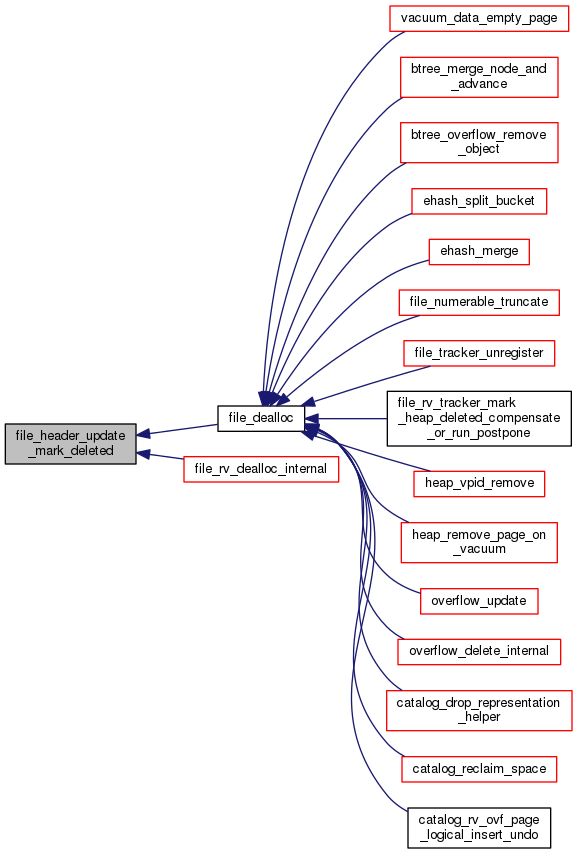 vacuum_data_empty_page
btree_merge_node_and
_advance
btree_overflow_remove
_object
ehash_split_bucket
ehash_merge
file_numerable_truncate
file_tracker_unregister
file_dealloc
file_rv_tracker_mark
_heap_deleted_compensate
_or_run_postpone
file_header_update
_mark_deleted
file_rv_dealloc_internal
heap_vpid_remove
heap_remove_page_on
_vacuum
overflow_update
overflow_delete_internal
catalog_drop_representation
_helper
catalog_reclaim_space
catalog_rv_ovf_page
_logical_insert_undo